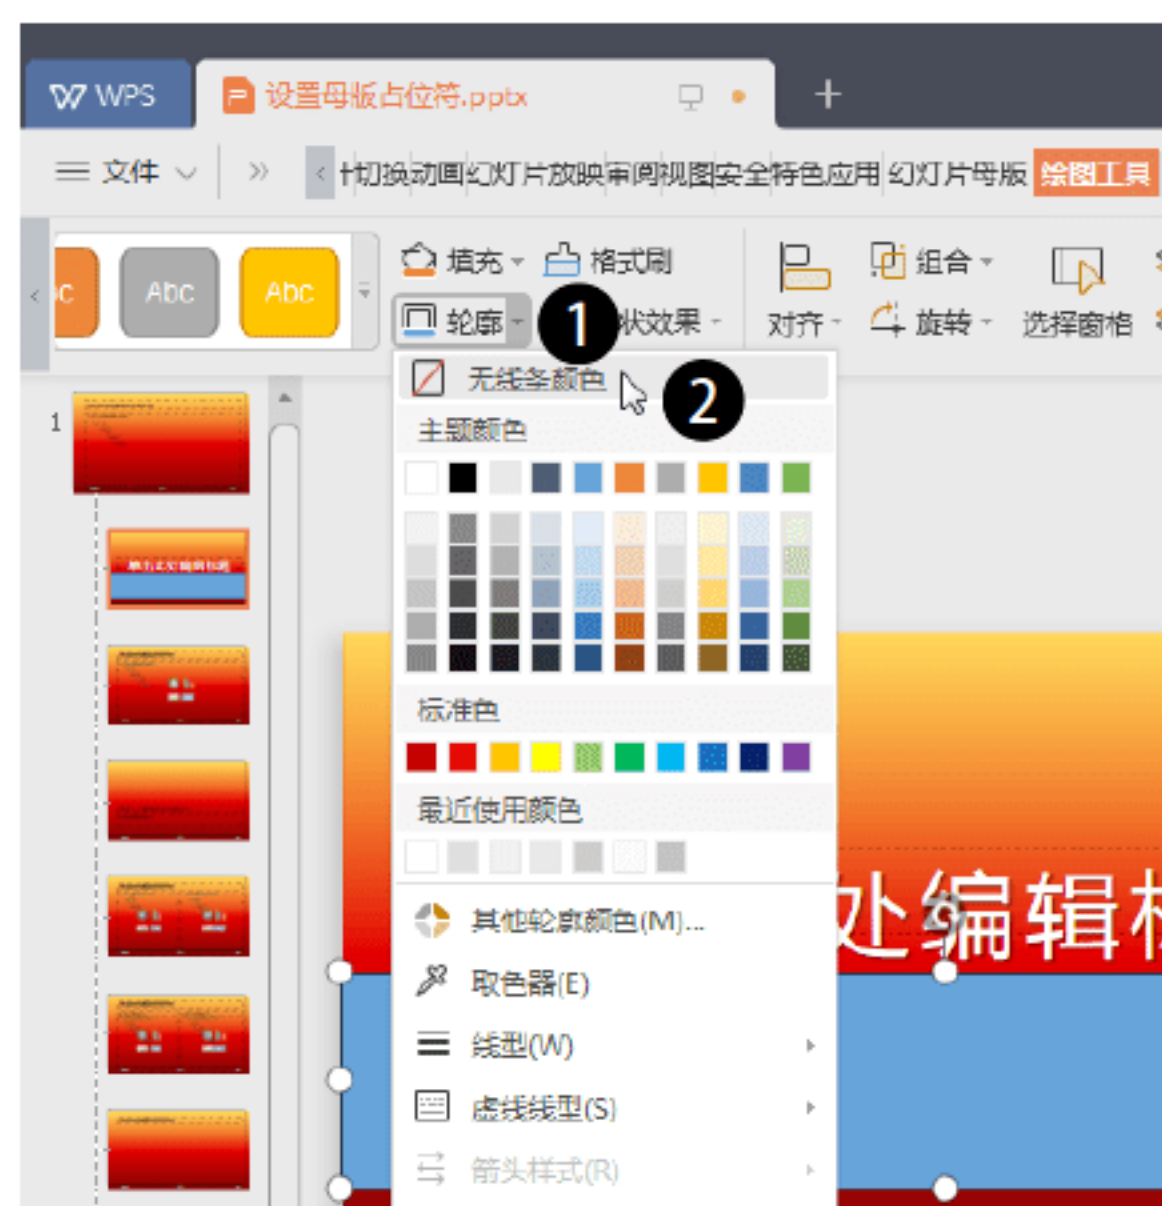 WPS
设置母版占位符.pptx
文件
切换 动画 幻灯片放映 审阅 视图 安全 特色应用 幻灯片母版 绘图工具
Abc Abc
填充 格式刷 组合
轮廓 1 状效果 对齐 旋转 选择窗格
无线条颜色 2
1
主题颜色
标准色
最近使用颜色
处编辑
其他轮廓颜色(M)...
取色器(E)
线型(W)
虚线线型(S)
箭头样式(R)